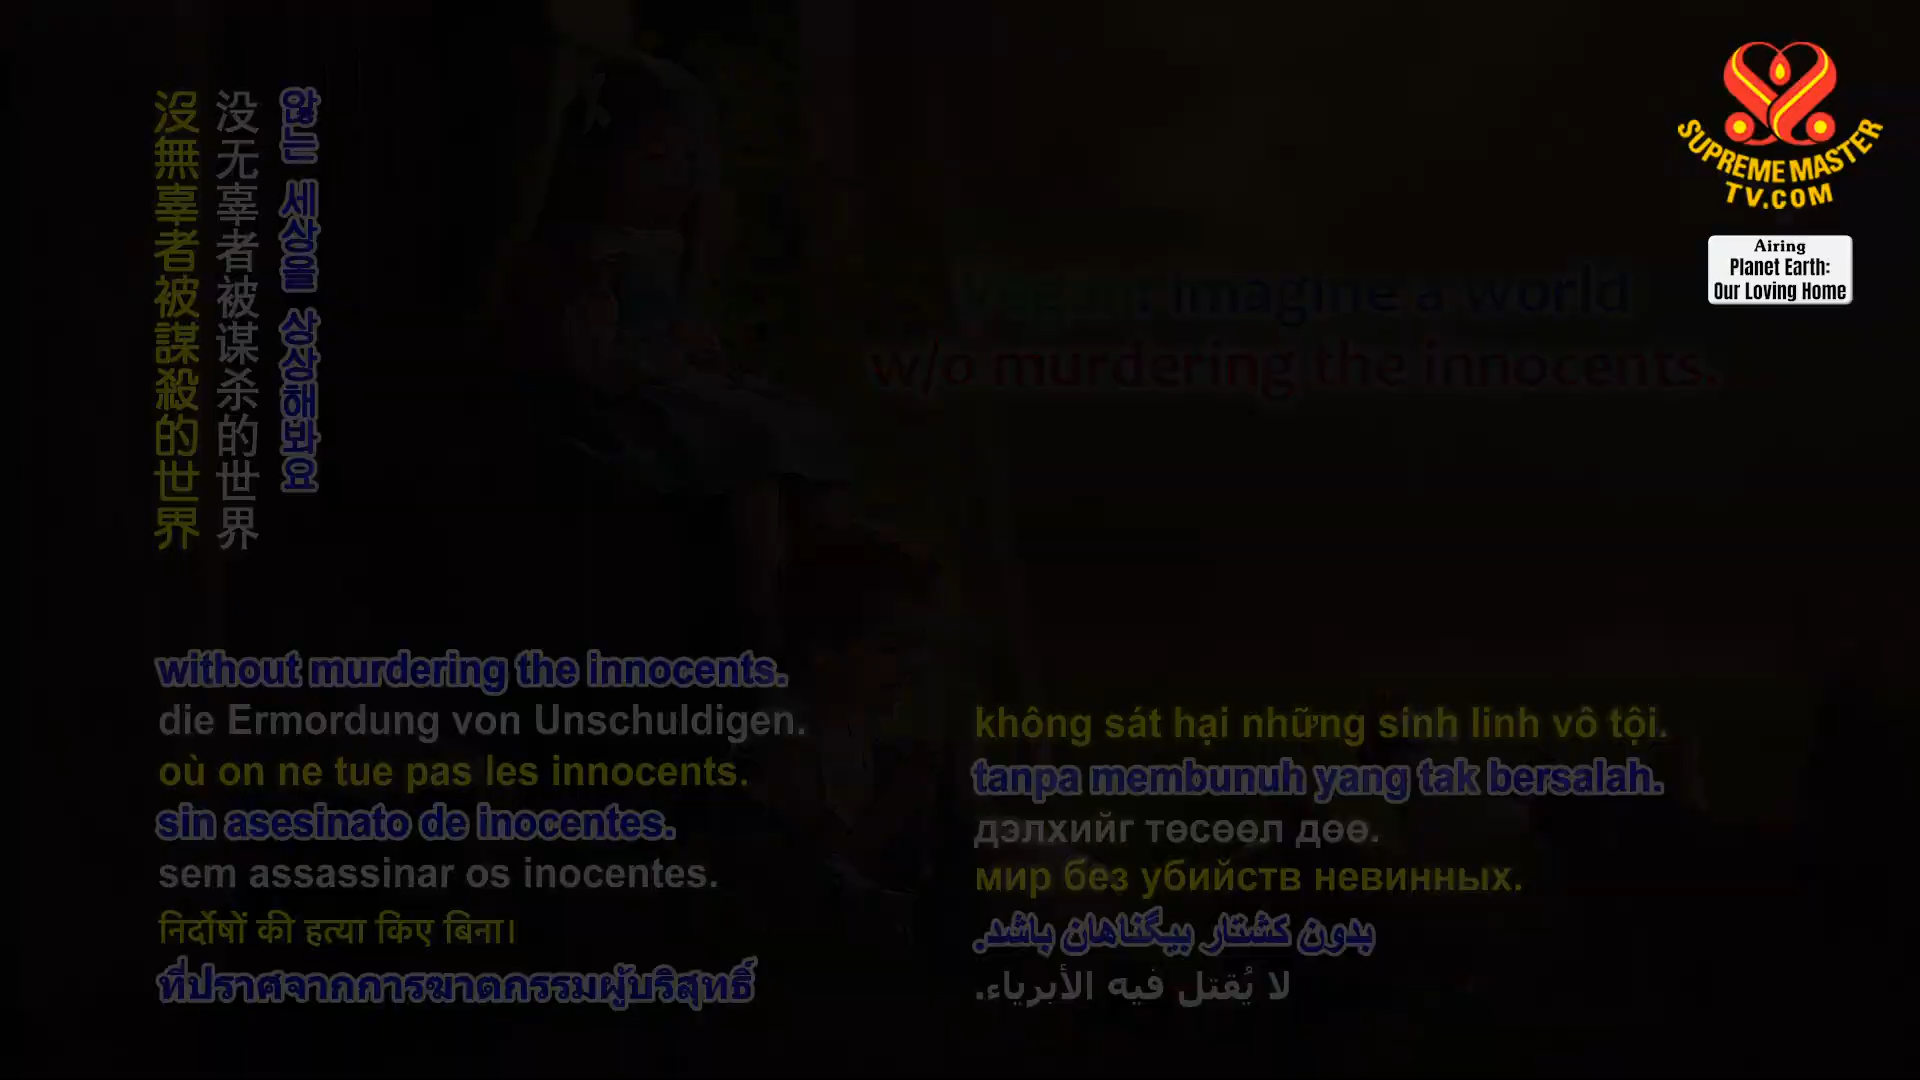 沒無辜者被謀殺的世界
没无辜者被谋杀的世界
않는 세상을 상상해봐요
SUPREME MASTER
TV.COM
Airing
Planet Earth:
Our Loving Home
Vegan: Imagine a world
w/o murdering the innocents.
without murdering the innocents.
die Ermordung von Unschuldigen.
où on ne tue pas les innocents.
sin asesinato de inocentes.
sem assassinar os inocentes.
निर्दोषों की हत्या किए बिना।
ที่ปราศจากการฆาตกรรมผู้บริสุทธิ์
không sát hại những sinh linh vô tội.
tanpa membunuh yang tak bersalah.
дэлхийг төсөөл дөө.
мир без убийств невинных.
بدون کشتار بیگناهان باشد.
لا يُقتل فيه الأبرياء.